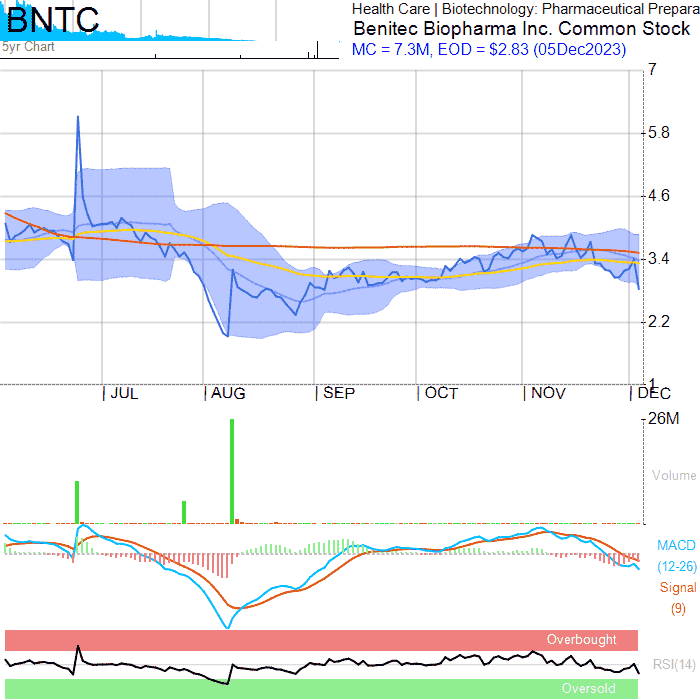 BNTC
Health Care | Biotechnology: Pharmaceutical Prepara
Benitec Biopharma Inc. Common Stock
5yr Chart
MC = 7.3M, EOD = $2.83 (05Dec2023)
7
5.8
4.6
3.4
2.2
1
JUL AUG SEP OCT NOV DEC
26M
Volume
MACD
(12-26)
Signal
(9)
Overbought
RSI(14)
Oversold